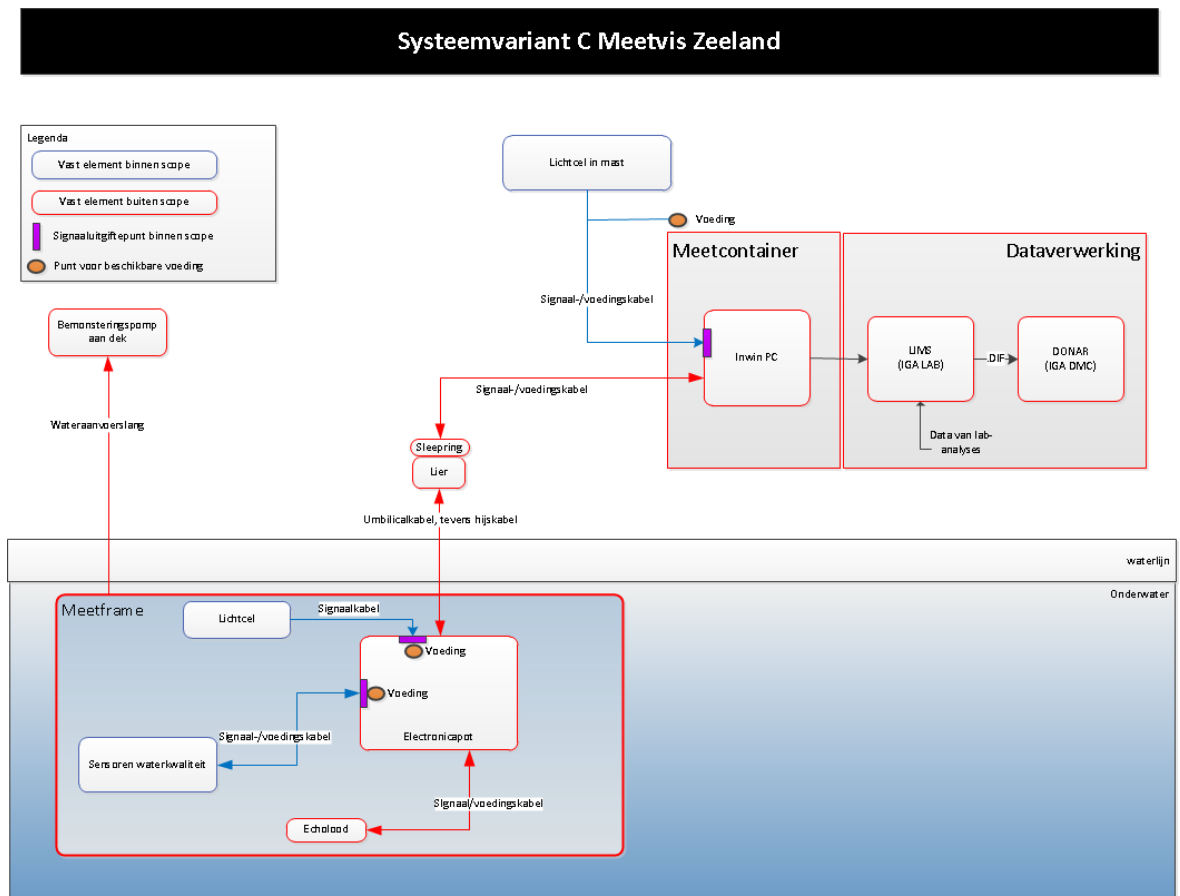 Systeemvariant C Meetvis Zeeland
Legenda
Vast element binnen scope
Vast element buiten scope
Signaaluitgiftepunt binnen scope
Punt voor beschikbare voeding
Lichtcel in mast
Voeding
Meetcontainer
Dataverwerking
Signaal-/voedingskabel
Bemonsteringspomp
aan dek
Inwin PC
LIMS
(IGA LAB)
.DIF
DONAR
(IGA DMC)
Signaal-/voedingskabel
Wateraanvoerslang
Data van lab-
analyses
Sleepring
Lier
Umbilicalkabel, tevens hijskabel
waterlijn
Onderwater
Meetframe
Lichtcel
Signaalkabel
Voeding
Voeding
Signaal-/voedingskabel
Electronicapot
Sensoren waterkwaliteit
Signaal/voedingskabel
Echolood